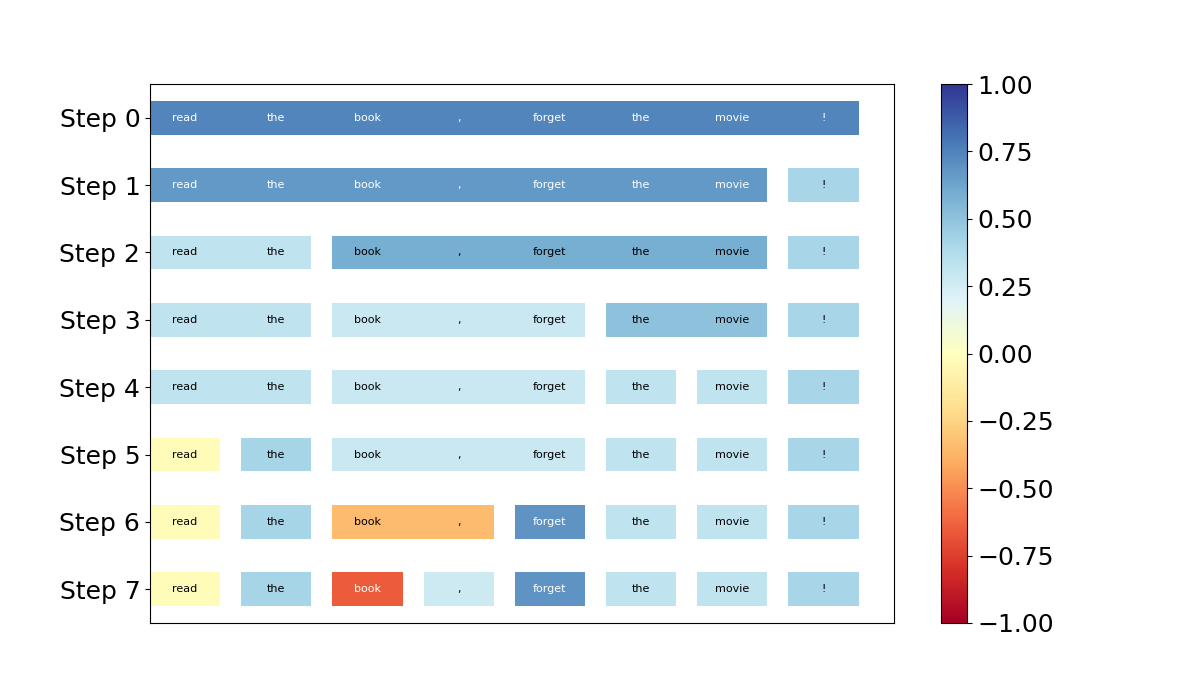 Step 0 read the book , forget the movie !
Step 1 read the book , forget the movie !
Step 2 read the book , forget the movie !
Step 3 read the book , forget the movie !
Step 4 read the book , forget the movie !
Step 5 read the book , forget the movie !
Step 6 read the book , forget the movie !
Step 7 read the book , forget the movie !
1.00
0.75
0.50
0.25
0.00
−0.25
−0.50
−0.75
−1.00